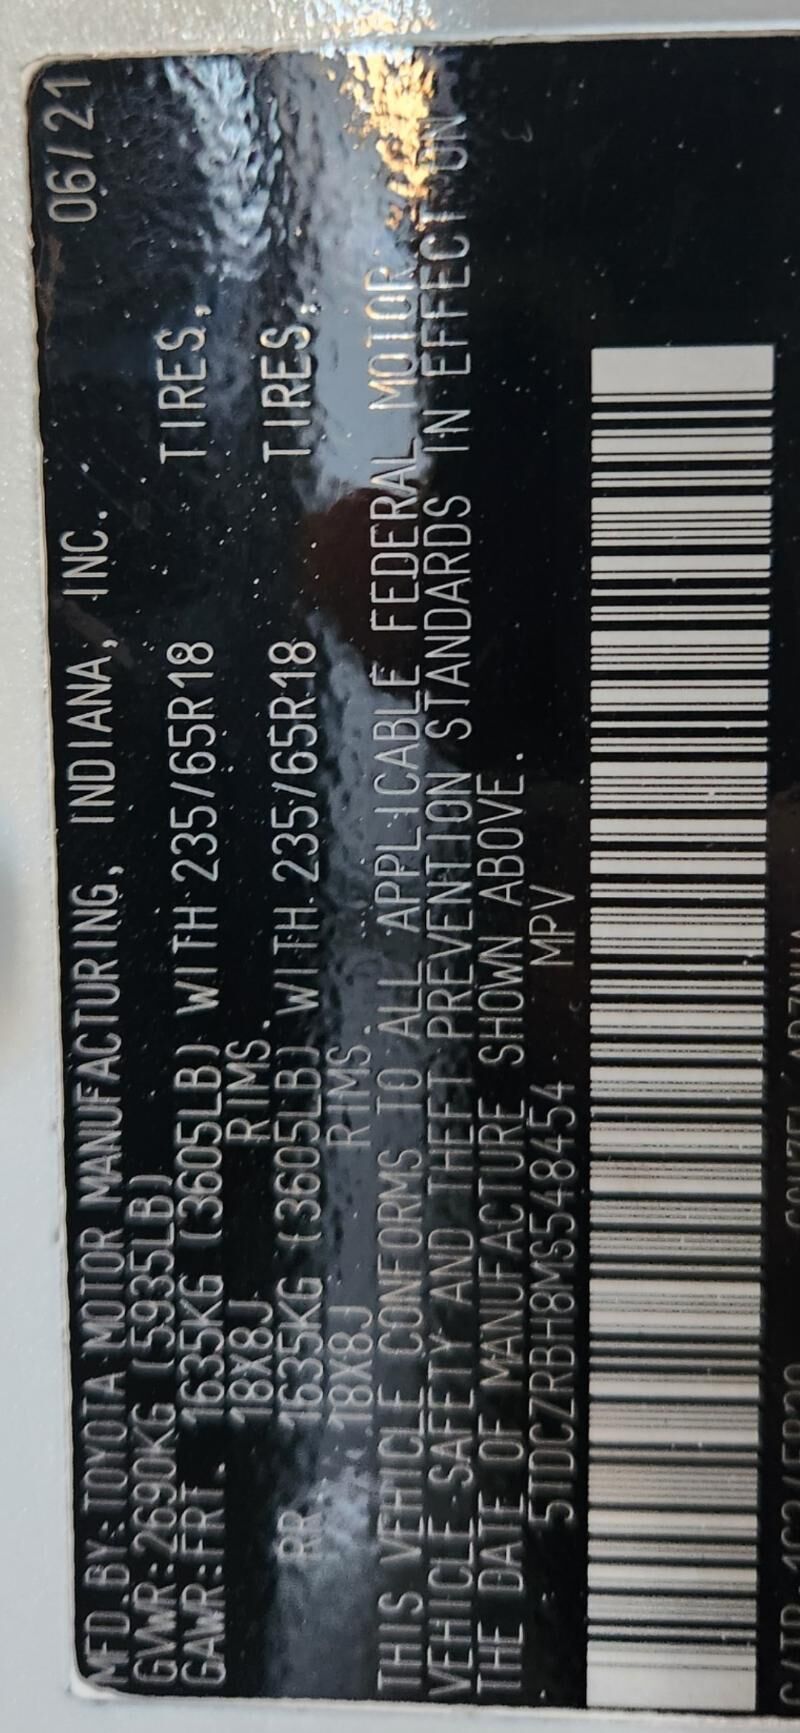 MFD.BY: TOYOTA MOTOR MANUFACTURING, INDIANA, INC. 06/21
GVWR: 2690KG (5935LB)
GAWR: FRT. 1635KG (3605LB) WITH 235/65R18 TIRES,
18X8J RIMS.
RR. 1635KG (3605LB) WITH 235/65R18 TIRES,
18X8J RIMS.
THIS VEHICLE CONFORMS TO ALL APPLICABLE FEDERAL MOTOR
VEHICLE SAFETY AND THEFT PREVENTION STANDARDS IN EFFECT ON
THE DATE OF MANUFACTURE SHOWN ABOVE.
5TDCZRBH8MS548454 MPV